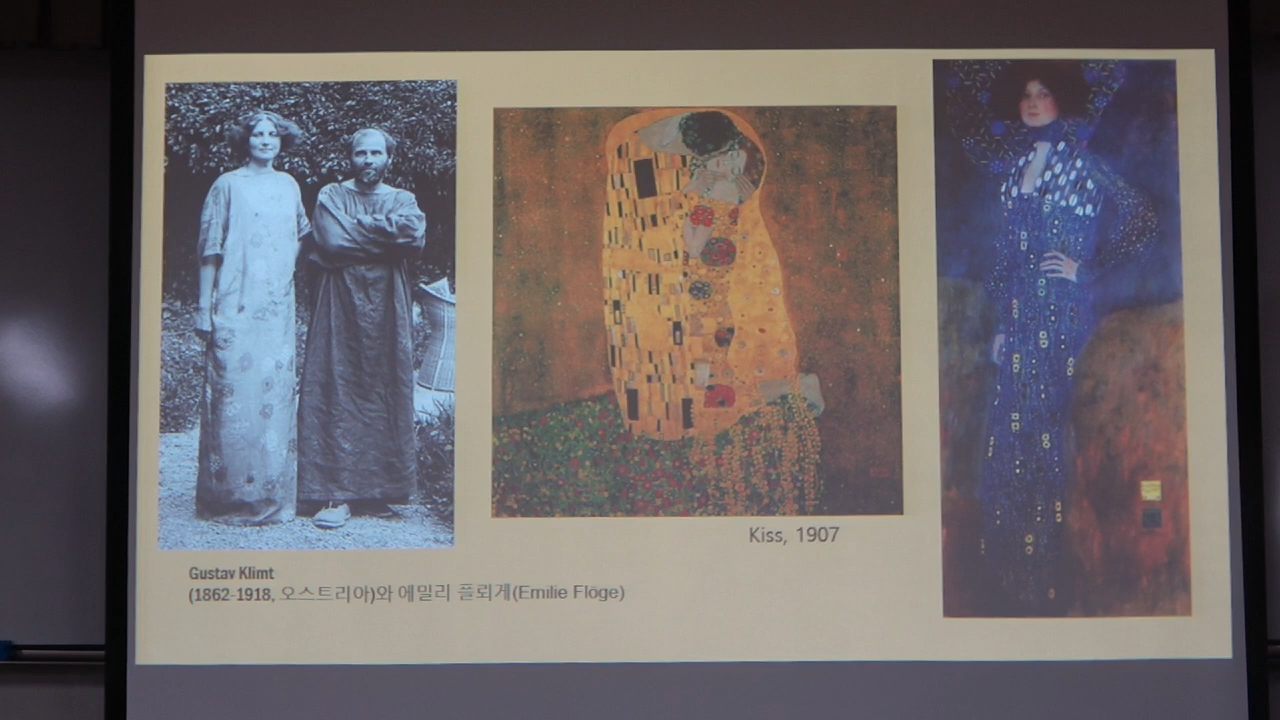 Kiss, 1907
Gustav Klimt
(1862-1918, 오스트리아)와 에밀리 플뢰게(Emilie Flöge)